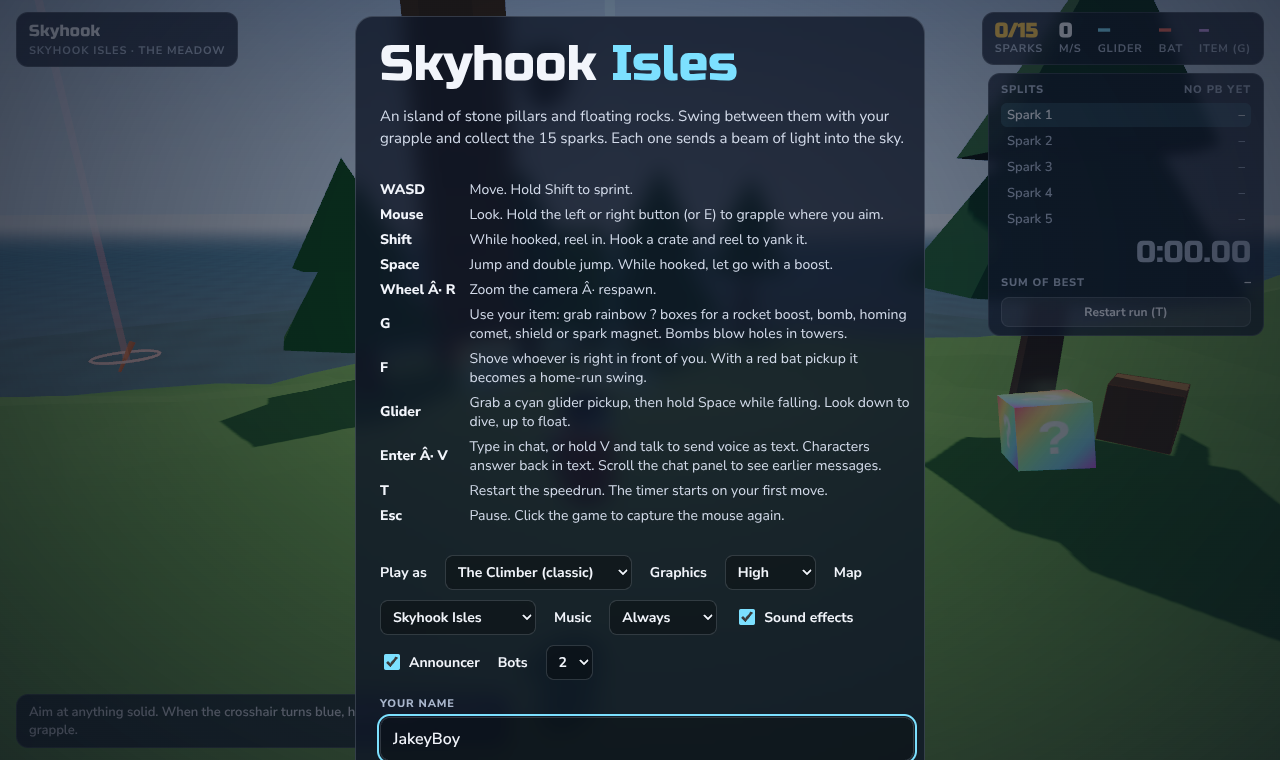 Skyhook
SKYHOOK ISLES · THE MEADOW
0/15
SPARKS
0
M/S
–
GLIDER
–
BAT
–
ITEM (G)
SPLITS
NO PB YET
Spark 1 –
Spark 2 –
Spark 3 –
Spark 4 –
Spark 5 –
0:00.00
SUM OF BEST –
Restart run (T)
Skyhook Isles
An island of stone pillars and floating rocks. Swing between them with your
grapple and collect the 15 sparks. Each one sends a beam of light into the sky.
WASD Move. Hold Shift to sprint.
Mouse Look. Hold the left or right button (or E) to grapple where you aim.
Shift While hooked, reel in. Hook a crate and reel to yank it.
Space Jump and double jump. While hooked, let go with a boost.
Wheel Â· R Zoom the camera Â· respawn.
G Use your item: grab rainbow ? boxes for a rocket boost, bomb, homing
comet, shield or spark magnet. Bombs blow holes in towers.
F Shove whoever is right in front of you. With a red bat pickup it
becomes a home-run swing.
Glider Grab a cyan glider pickup, then hold Space while falling. Look down to
dive, up to float.
Enter Â· V Type in chat, or hold V and talk to send voice as text. Characters
answer back in text. Scroll the chat panel to see earlier messages.
T Restart the speedrun. The timer starts on your first move.
Esc Pause. Click the game to capture the mouse again.
Play as The Climber (classic) Graphics High Map
Skyhook Isles Music Always Sound effects
Announcer Bots 2
YOUR NAME
JakeyBoy
?
Aim at anything solid. When the crosshair turns blue, h
grapple.